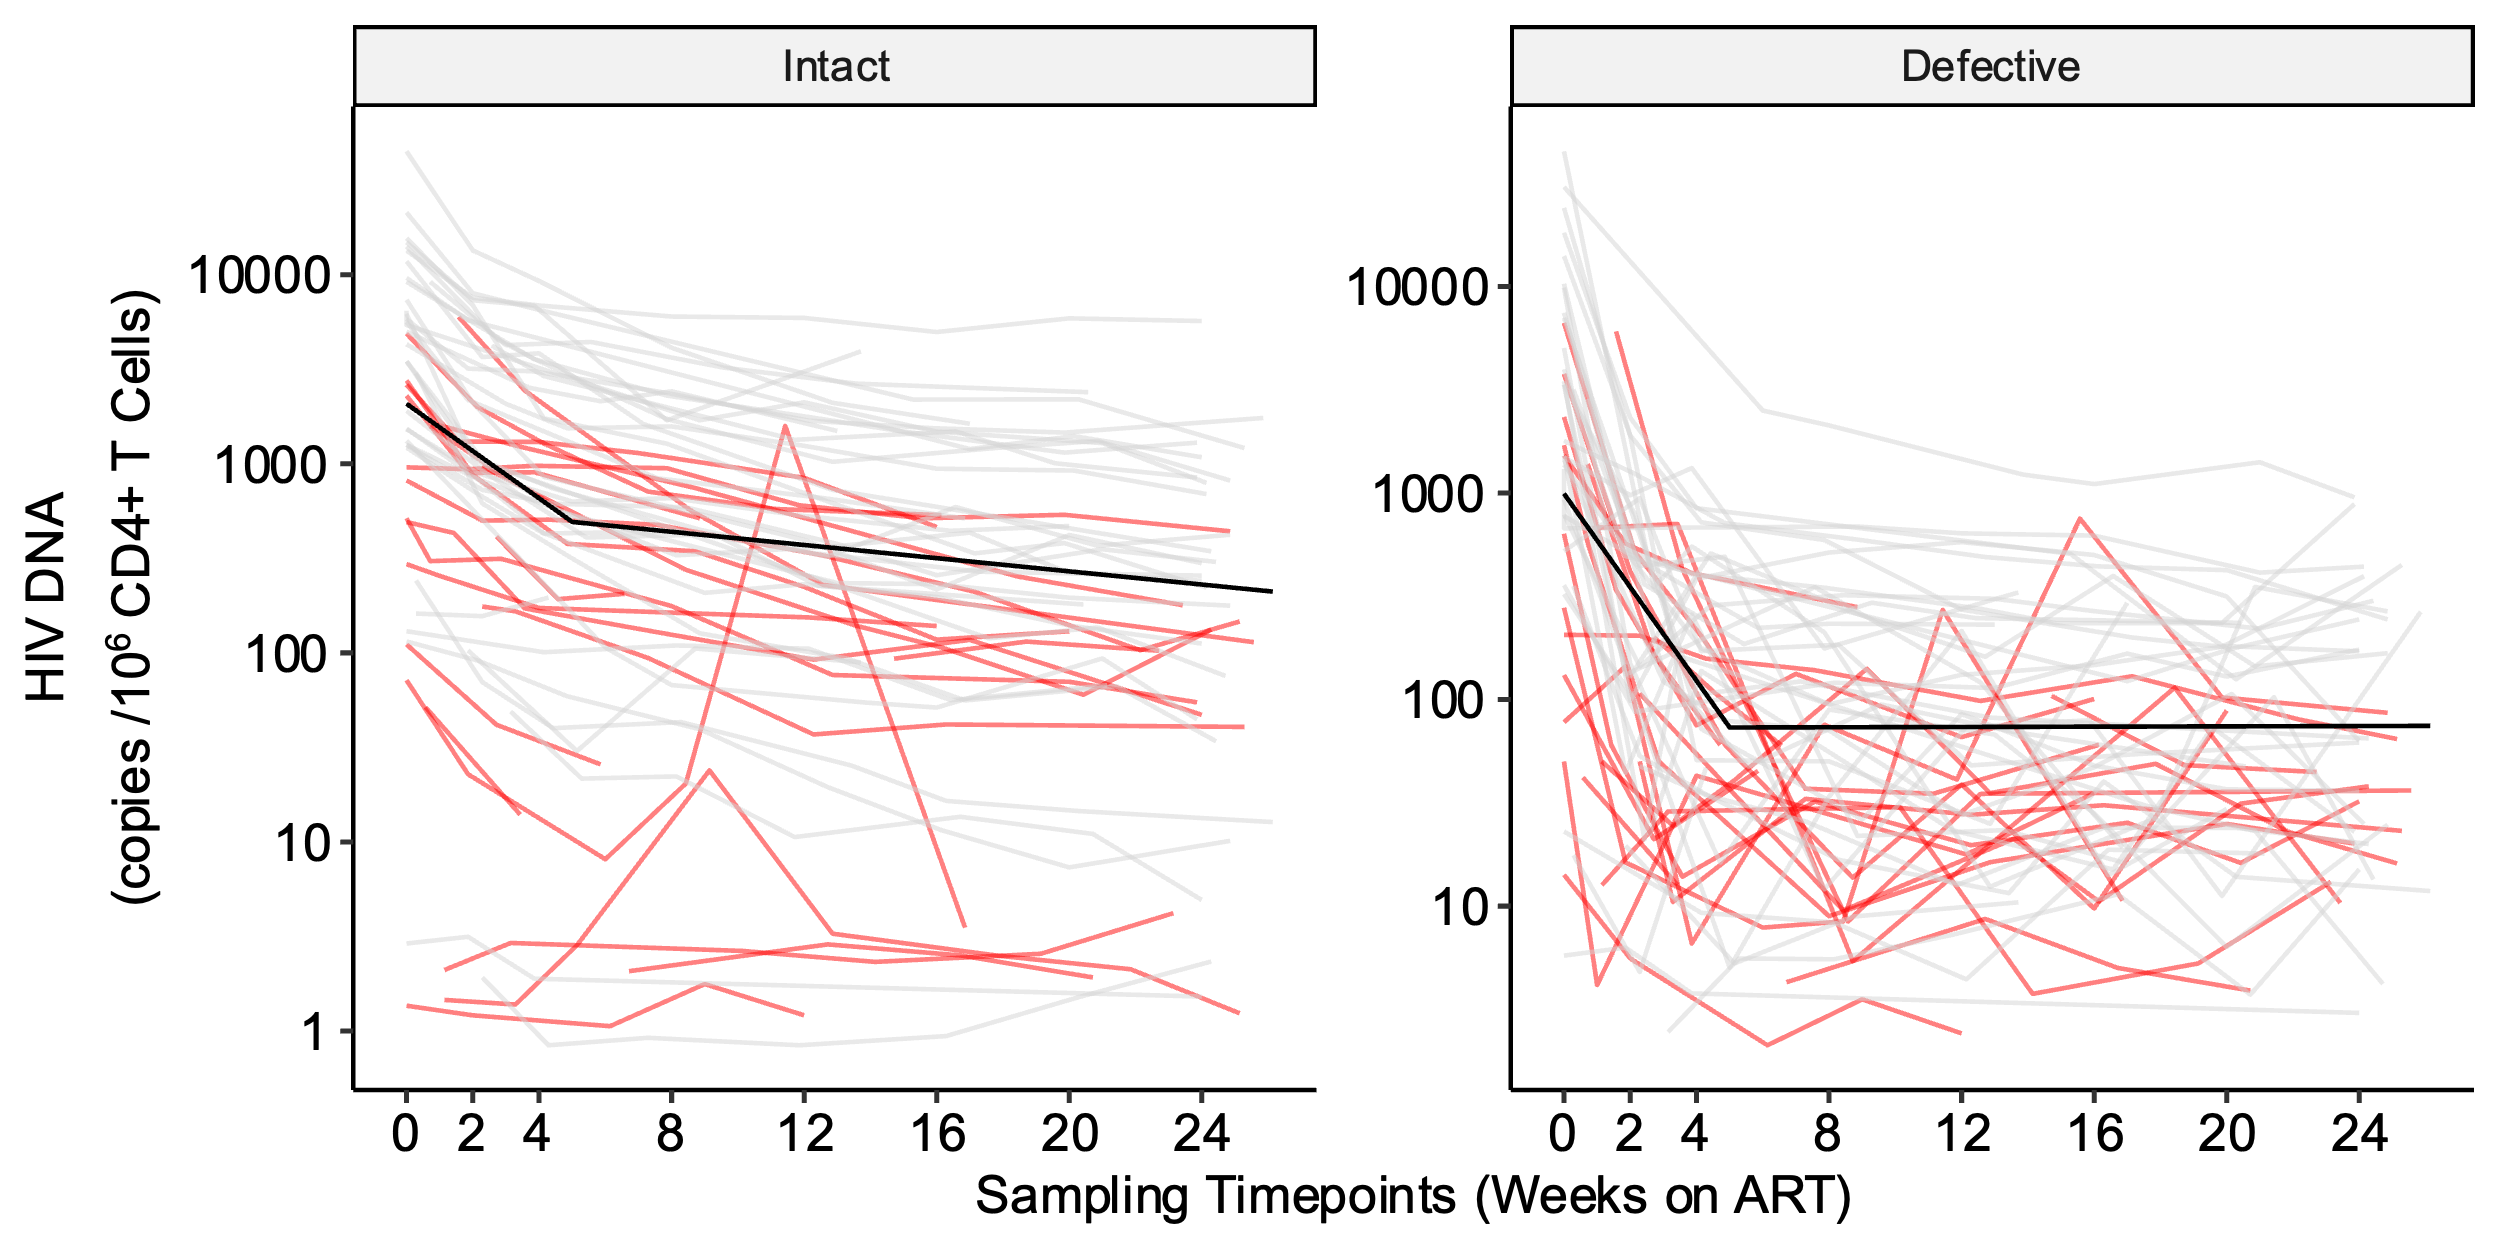 Intact
Defective
HIV DNA
(copies /10⁶ CD4+ T Cells)
10000
1000
100
10
1
10000
1000
100
10
0 2 4 8 12 16 20 24
0 2 4 8 12 16 20 24
Sampling Timepoints (Weeks on ART)